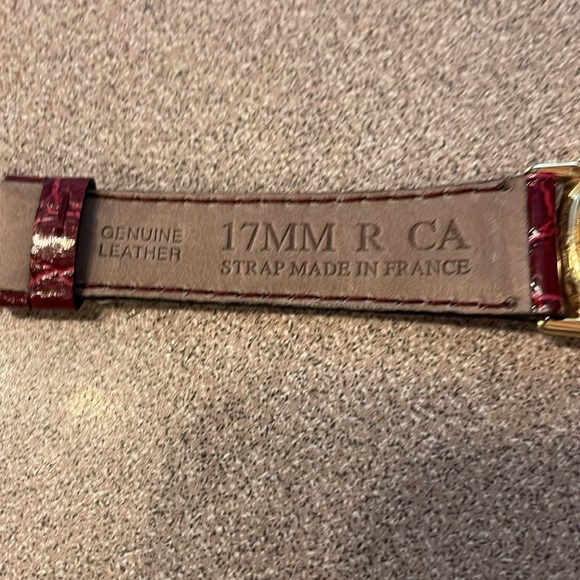 GENUINE
LEATHER
17MM R CA
STRAP MADE IN FRANCE